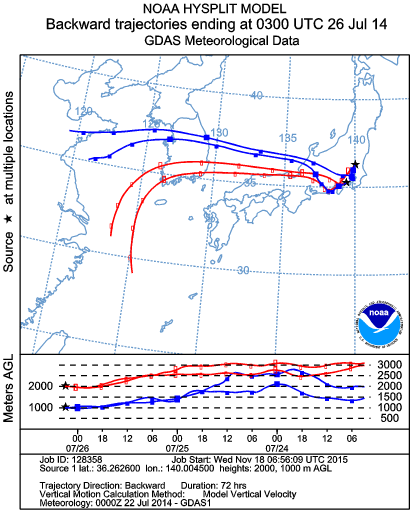 NOAA HYSPLIT MODEL
Backward trajectories ending at 0300 UTC 26 Jul 14
GDAS Meteorological Data
Source ★ at multiple locations
120
40
130
135
140
35
30
noaa
Meters AGL
3000
2500
2000 2000
1500
1000 1000
500
00 18 12 06 00 18 12 06 00 18 12 06
07/26 07/25 07/24
Job ID: 128358 Job Start: Wed Nov 18 06:56:09 UTC 2015
Source 1 lat.: 36.262600 lon.: 140.004500 heights: 2000, 1000 m AGL
Trajectory Direction: Backward Duration: 72 hrs
Vertical Motion Calculation Method: Model Vertical Velocity
Meteorology: 0000Z 22 Jul 2014 - GDAS1